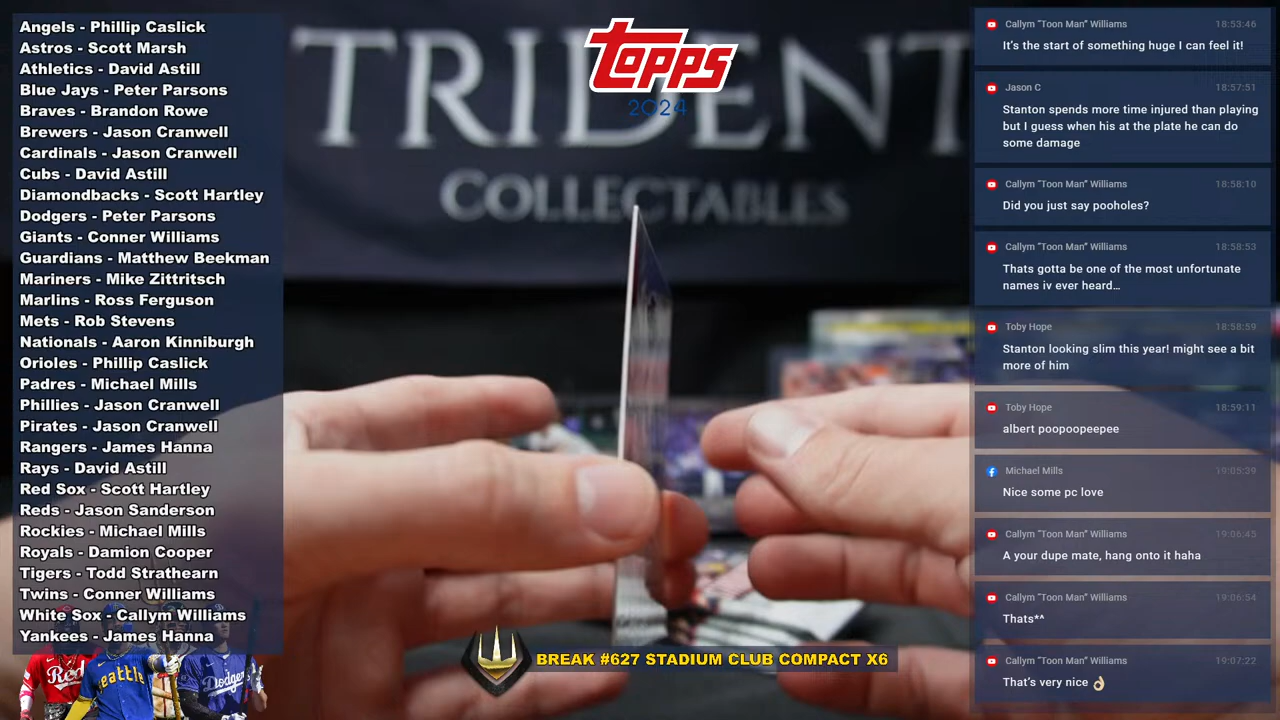 Angels - Phillip Caslick
Astros - Scott Marsh
Athletics - David Astill
Blue Jays - Peter Parsons
Braves - Brandon Rowe
Brewers - Jason Cranwell
Cardinals - Jason Cranwell
Cubs - David Astill
Diamondbacks - Scott Hartley
Dodgers - Peter Parsons
Giants - Conner Williams
Guardians - Matthew Beekman
Mariners - Mike Zittritsch
Marlins - Ross Ferguson
Mets - Rob Stevens
Nationals - Aaron Kinniburgh
Orioles - Phillip Caslick
Padres - Michael Mills
Phillies - Jason Cranwell
Pirates - Jason Cranwell
Rangers - James Hanna
Rays - David Astill
Red Sox - Scott Hartley
Reds - Jason Sanderson
Rockies - Michael Mills
Royals - Damion Cooper
Tigers - Todd Strathearn
Twins - Conner Williams
White Sox - Callym Williams
Yankees - James Hanna
Reds
Seattle
Dodgers
TRIDENT
COLLECTABLES
topps
2024
BREAK #627 STADIUM CLUB COMPACT X6
Callym “Toon Man” Williams 18:53:46
It’s the start of something huge I can feel it!
Jason C 18:57:51
Stanton spends more time injured than playing
but I guess when his at the plate he can do
some damage
Callym “Toon Man” Williams 18:58:10
Did you just say pooholes?
Callym “Toon Man” Williams 18:58:53
Thats gotta be one of the most unfortunate
names iv ever heard…
Toby Hope 18:58:59
Stanton looking slim this year! might see a bit
more of him
Toby Hope 18:59:11
albert poopoopeepee
Michael Mills 19:05:39
Nice some pc love
Callym “Toon Man” Williams 19:06:45
A your dupe mate, hang onto it haha
Callym “Toon Man” Williams 19:06:54
Thats^^
Callym “Toon Man” Williams 19:07:22
That’s very nice 👌🏼